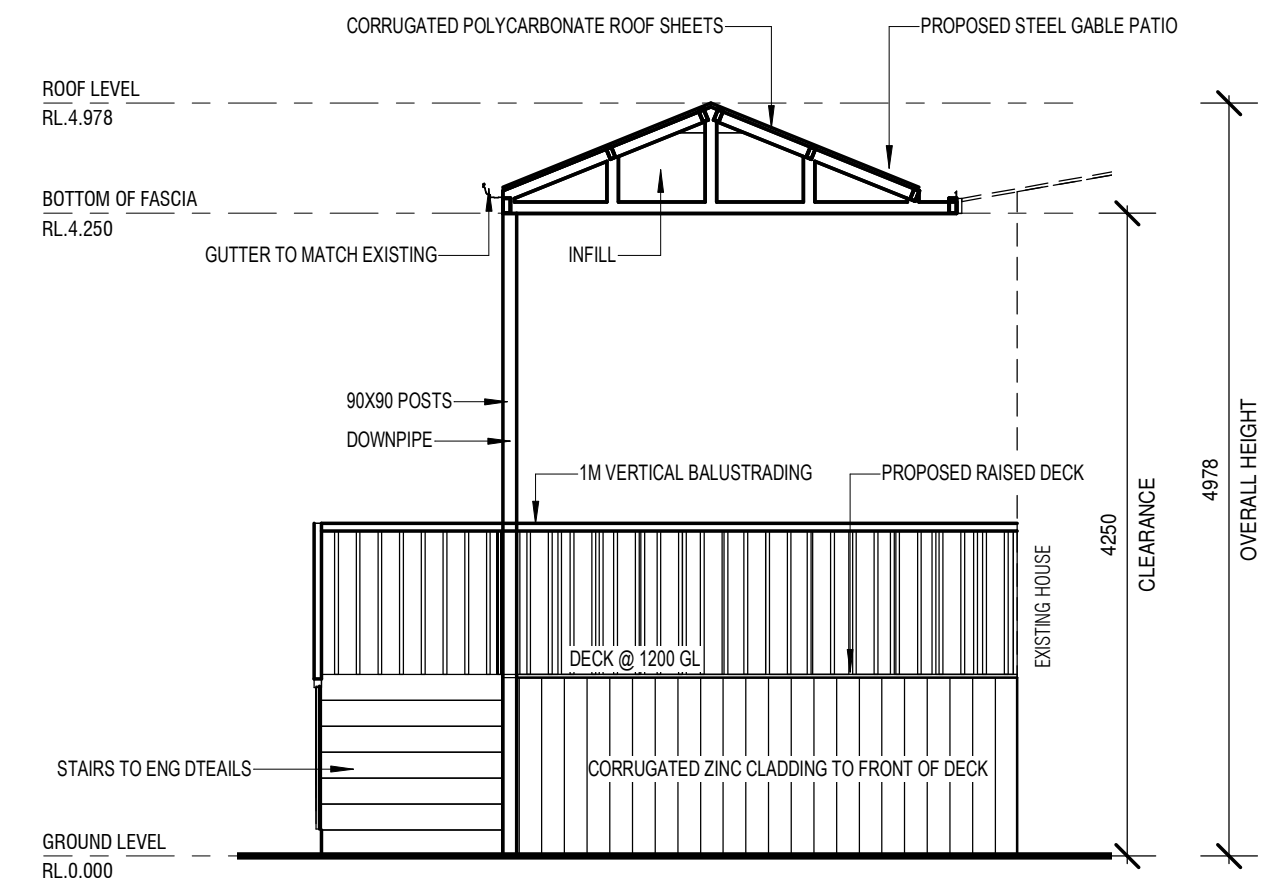 CORRUGATED POLYCARBONATE ROOF SHEETS
PROPOSED STEEL GABLE PATIO
ROOF LEVEL
RL.4.978
BOTTOM OF FASCIA
RL.4.250
GUTTER TO MATCH EXISTING
INFILL
90X90 POSTS
DOWNPIPE
1M VERTICAL BALUSTRADING
PROPOSED RAISED DECK
4250
CLEARANCE
4978
OVERALL HEIGHT
EXISTING HOUSE
DECK @ 1200 GL
STAIRS TO ENG DTEAILS
CORRUGATED ZINC CLADDING TO FRONT OF DECK
GROUND LEVEL
RL.0.000